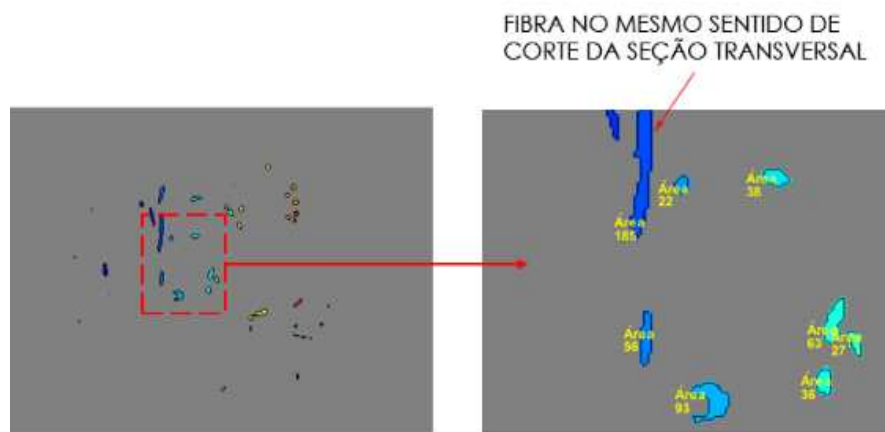 FIBRA NO MESMO SENTIDO DE
CORTE DA SEÇÃO TRANSVERSAL
Área
22
Área
38
Área
185
Área
56
Área
63
Área
27
Área
36
Área
93